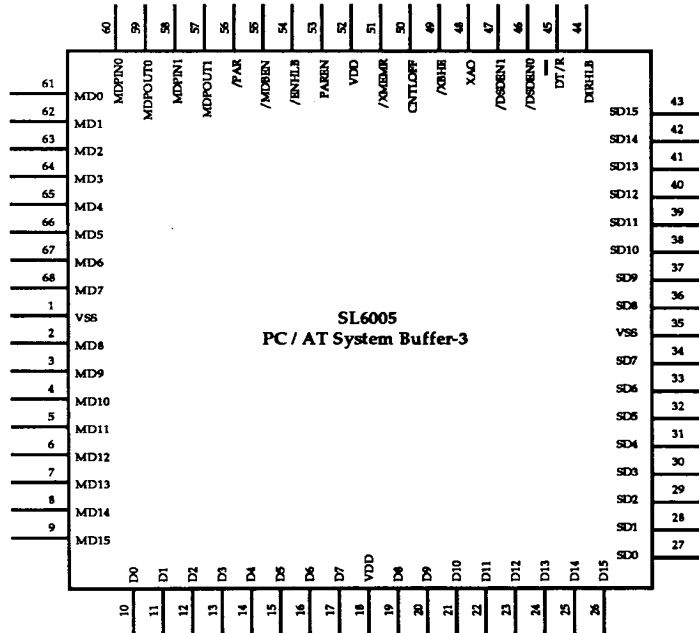 60 59 58 57 56 55 54 53 52 51 50 49 48 47 46 45 44
MDPIN0 MDPOUT0 MDPIN1 MDPOUT1 /PAR /MDBEN /ENHLB PAREN VDD /XMEMR CNTLOFF /XBHE XAO /DSDEN1 /DSDEN0 DT/R DIRHLB
61 MD0
62 MD1
63 MD2
64 MD3
65 MD4
66 MD5
67 MD6
68 MD7
1 VSS
2 MD8
3 MD9
4 MD10
5 MD11
6 MD12
7 MD13
8 MD14
9 MD15
SL6005
PC / AT System Buffer-3
SD15 43
SD14 42
SD13 41
SD12 40
SD11 39
SD10 38
SD9 37
SD8 36
VSS 35
SD7 34
SD6 33
SD5 32
SD4 31
SD3 30
SD2 29
SD1 28
SD0 27
D0 D1 D2 D3 D4 D5 D6 D7 VDD D8 D9 D10 D11 D12 D13 D14 D15
10 11 12 13 14 15 16 17 18 19 20 21 22 23 24 25 26